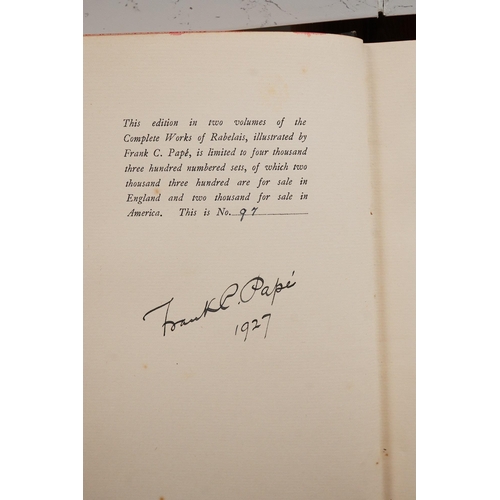 This edition in two volumes of the
Complete Works of Rabelais, illustrated by
Frank C. Papé, is limited to four thousand
three hundred numbered sets, of which two
thousand three hundred are for sale in
England and two thousand for sale in
America. This is No. 97
Frank C. Papé
1927